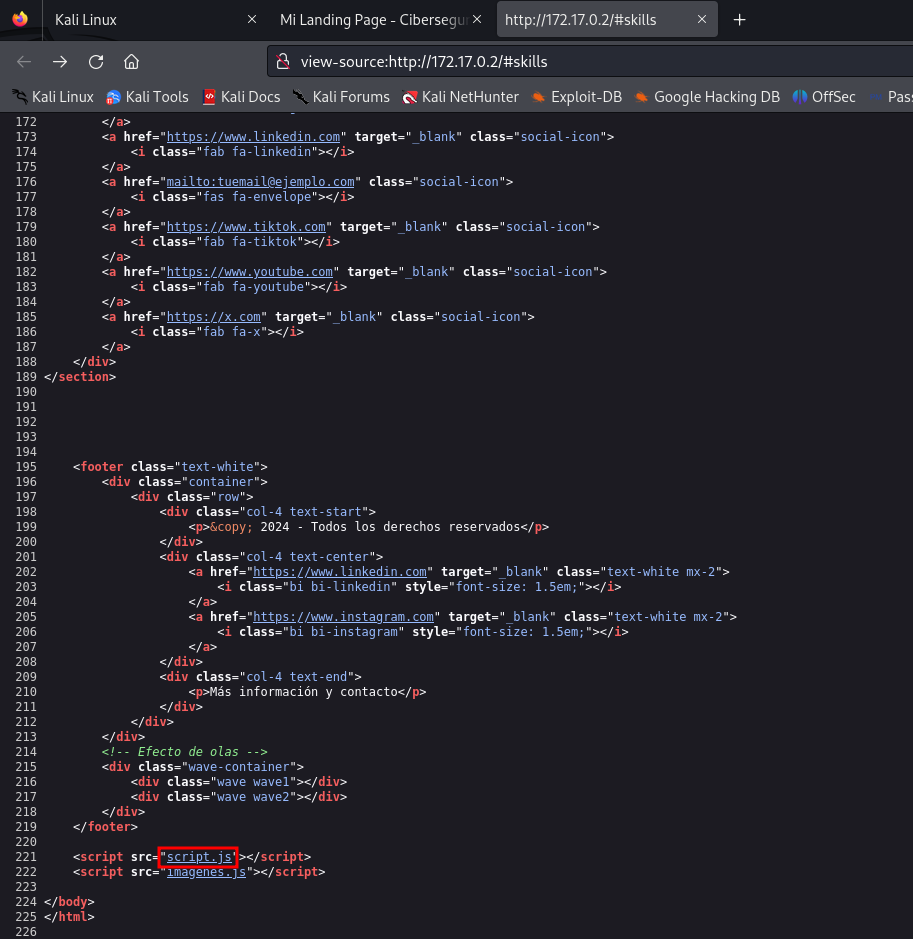 Kali Linux
Mi Landing Page - Cibersegu
http://172.17.0.2/#skills
view-source:http://172.17.0.2/#skills
Kali Linux Kali Tools Kali Docs Kali Forums Kali NetHunter Exploit-DB Google Hacking DB OffSec Pas
172 </a>
173 <a href="https://www.linkedin.com" target="_blank" class="social-icon">
174 <i class="fab fa-linkedin"></i>
175 </a>
176 <a href="mailto:tuemail@ejemplo.com" class="social-icon">
177 <i class="fas fa-envelope"></i>
178 </a>
179 <a href="https://www.tiktok.com" target="_blank" class="social-icon">
180 <i class="fab fa-tiktok"></i>
181 </a>
182 <a href="https://www.youtube.com" target="_blank" class="social-icon">
183 <i class="fab fa-youtube"></i>
184 </a>
185 <a href="https://x.com" target="_blank" class="social-icon">
186 <i class="fab fa-x"></i>
187 </a>
188 </div>
189 </section>
190
191
192
193
194
195 <footer class="text-white">
196 <div class="container">
197 <div class="row">
198 <div class="col-4 text-start">
199 <p>&copy; 2024 - Todos los derechos reservados</p>
200 </div>
201 <div class="col-4 text-center">
202 <a href="https://www.linkedin.com" target="_blank" class="text-white mx-2">
203 <i class="bi bi-linkedin" style="font-size: 1.5em;"></i>
204 </a>
205 <a href="https://www.instagram.com" target="_blank" class="text-white mx-2">
206 <i class="bi bi-instagram" style="font-size: 1.5em;"></i>
207 </a>
208 </div>
209 <div class="col-4 text-end">
210 <p>Más información y contacto</p>
211 </div>
212 </div>
213 </div>
214 <!-- Efecto de olas -->
215 <div class="wave-container">
216 <div class="wave wave1"></div>
217 <div class="wave wave2"></div>
218 </div>
219 </footer>
220
221 <script src="script.js"></script>
222 <script src="imagenes.js"></script>
223
224 </body>
225 </html>
226